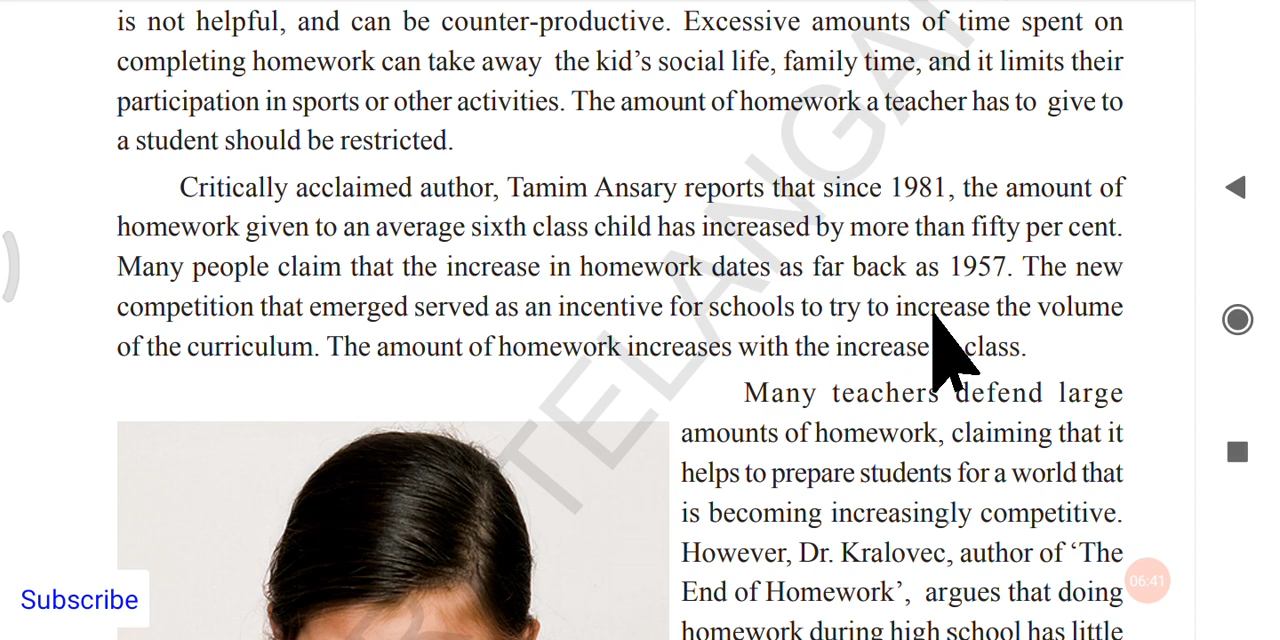 is not helpful, and can be counter-productive. Excessive amounts of time spent on
completing homework can take away the kid's social life, family time, and it limits their
participation in sports or other activities. The amount of homework a teacher has to give to
a student should be restricted.
Critically acclaimed author, Tamim Ansary reports that since 1981, the amount of
homework given to an average sixth class child has increased by more than fifty per cent.
Many people claim that the increase in homework dates as far back as 1957. The new
competition that emerged served as an incentive for schools to try to increase the volume
of the curriculum. The amount of homework increases with the increase class.
Many teachers defend large
amounts of homework, claiming that it
helps to prepare students for a world that
is becoming increasingly competitive.
However, Dr. Kralovec, author of ‘The
End of Homework’, argues that doing
homework during high school has little
Subscribe
06:41